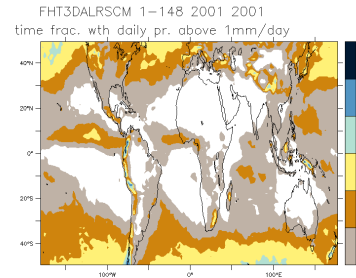 FHT3DALRSCM 1-148 2001 2001
time frac. wth daily pr. above 1mm/day
40°N
20°N
0°
20°S
40°S
100°W 0° 100°E